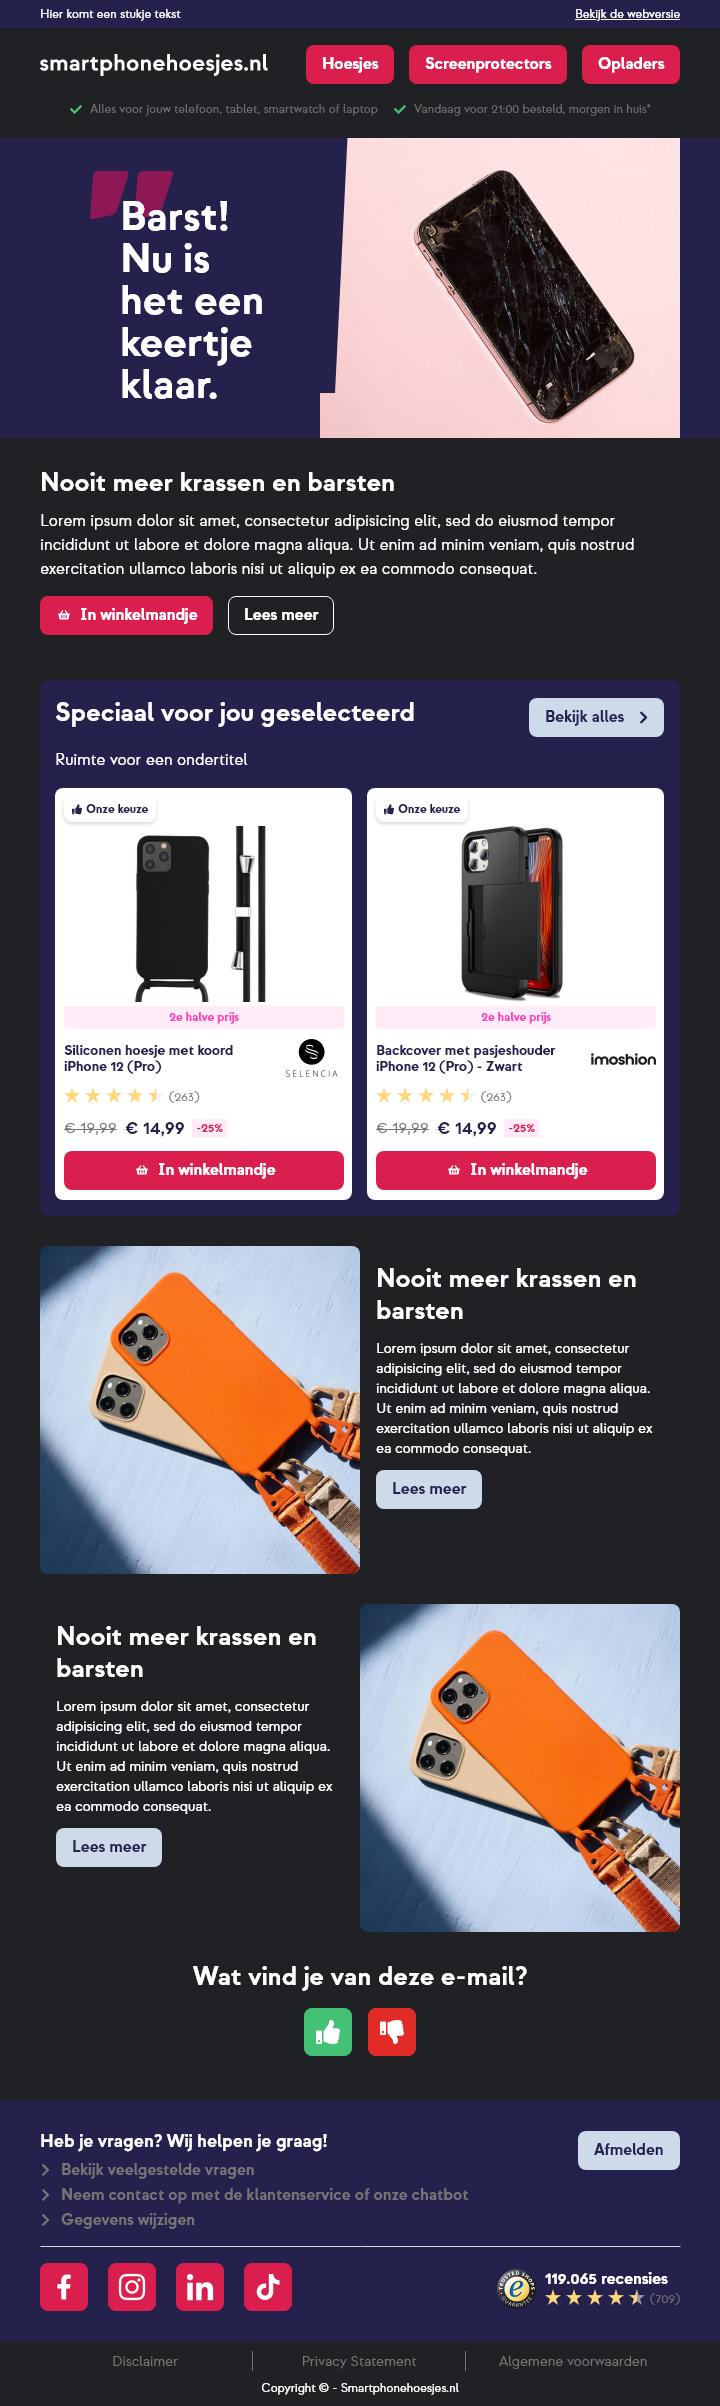 Hier komt een stukje tekst
Bekijk de webversie
smartphonehoesjes.nl
Hoesjes
Screenprotectors
Opladers
Alles voor jouw telefoon, tablet, smartwatch of laptop
Vandaag voor 21:00 besteld, morgen in huis*
Barst!
Nu is
het een
keertje
klaar.
Nooit meer krassen en barsten
Lorem ipsum dolor sit amet, consectetur adipisicing elit, sed do eiusmod tempor
incididunt ut labore et dolore magna aliqua. Ut enim ad minim veniam, quis nostrud
exercitation ullamco laboris nisi ut aliquip ex ea commodo consequat.
In winkelmandje
Lees meer
Speciaal voor jou geselecteerd
Bekijk alles
Ruimte voor een ondertitel
Onze keuze
2e halve prijs
Siliconen hoesje met koord
iPhone 12 (Pro)
SELENCIA
(263)
€ 19,99 € 14,99 -25%
In winkelmandje
Onze keuze
2e halve prijs
Backcover met pasjeshouder
iPhone 12 (Pro) - Zwart
imoshion
(263)
€ 19,99 € 14,99 -25%
In winkelmandje
Nooit meer krassen en
barsten
Lorem ipsum dolor sit amet, consectetur
adipisicing elit, sed do eiusmod tempor
incididunt ut labore et dolore magna aliqua.
Ut enim ad minim veniam, quis nostrud
exercitation ullamco laboris nisi ut aliquip ex
ea commodo consequat.
Lees meer
Nooit meer krassen en
barsten
Lorem ipsum dolor sit amet, consectetur
adipisicing elit, sed do eiusmod tempor
incididunt ut labore et dolore magna aliqua.
Ut enim ad minim veniam, quis nostrud
exercitation ullamco laboris nisi ut aliquip ex
ea commodo consequat.
Lees meer
Wat vind je van deze e-mail?
Heb je vragen? Wij helpen je graag!
Afmelden
Bekijk veelgestelde vragen
Neem contact op met de klantenservice of onze chatbot
Gegevens wijzigen
TRUSTED SHOPS
e
GUARANTEE
119.065 recensies
(709)
Disclaimer
Privacy Statement
Algemene voorwaarden
Copyright © - Smartphonehoesjes.nl